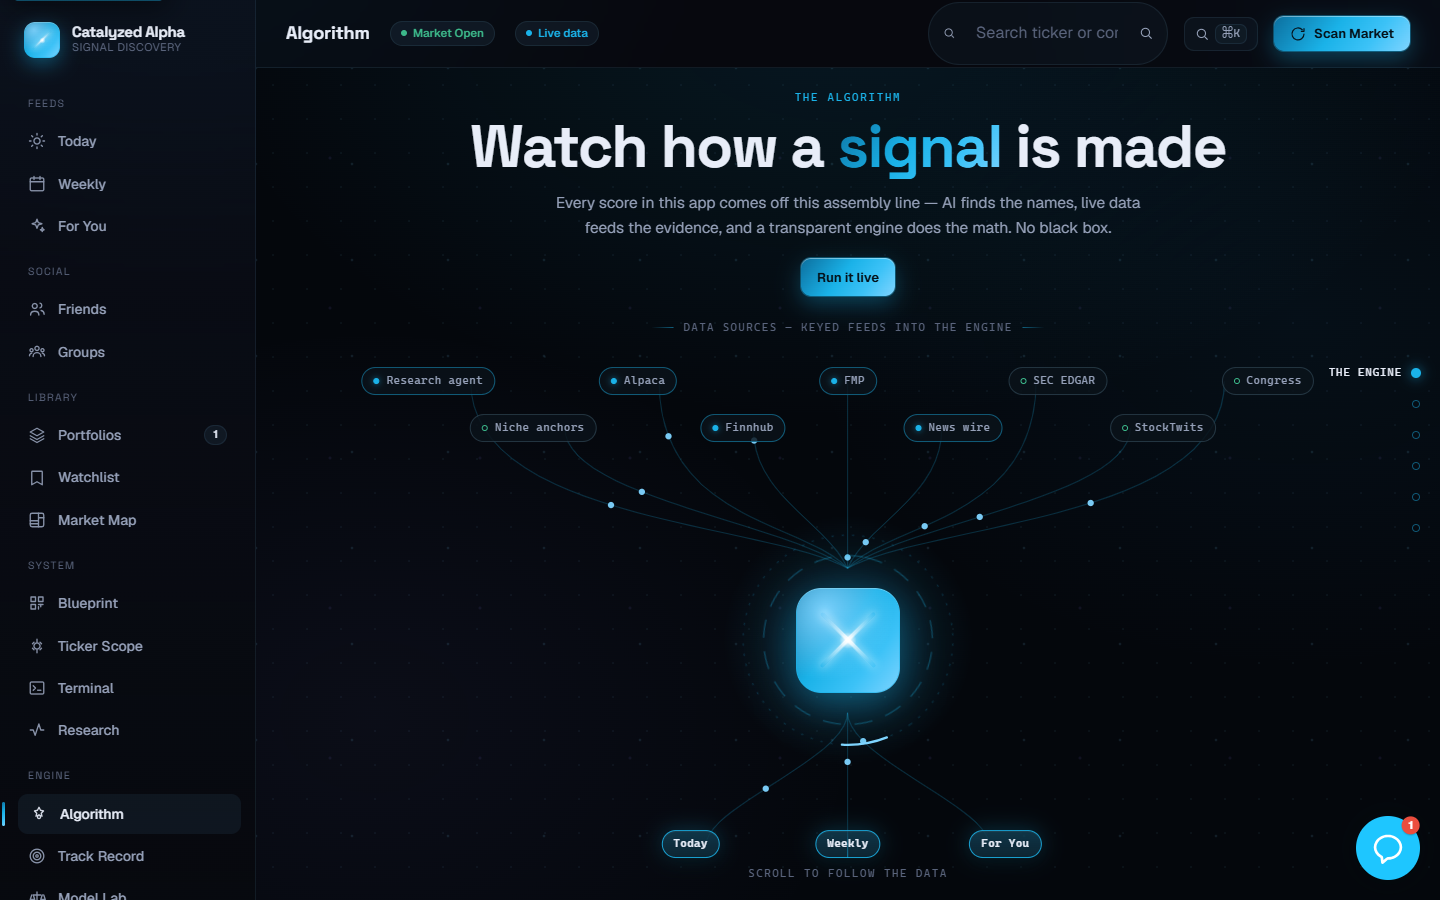 Catalyzed Alpha
SIGNAL DISCOVERY
FEEDS
Today
Weekly
For You
SOCIAL
Friends
Groups
LIBRARY
Portfolios 1
Watchlist
Market Map
SYSTEM
Blueprint
Ticker Scope
Terminal
Research
ENGINE
Algorithm
Track Record
Model Lab
Algorithm
Market Open
Live data
Search ticker or cor
⌘K
Scan Market
THE ALGORITHM
Watch how a signal is made
Every score in this app comes off this assembly line — AI finds the names, live data
feeds the evidence, and a transparent engine does the math. No black box.
Run it live
DATA SOURCES — KEYED FEEDS INTO THE ENGINE
Research agent
Alpaca
FMP
SEC EDGAR
Congress
THE ENGINE
Niche anchors
Finnhub
News wire
StockTwits
Today
Weekly
For You
SCROLL TO FOLLOW THE DATA
1